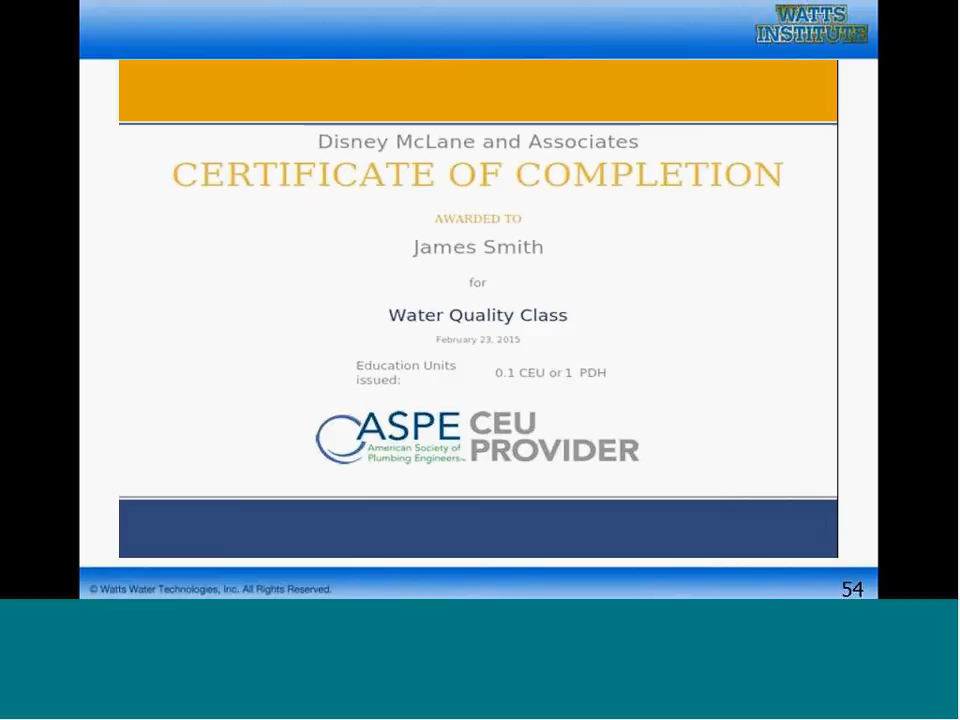 WATTS
INSTITUTE
Disney McLane and Associates
CERTIFICATE OF COMPLETION
AWARDED TO
James Smith
for
Water Quality Class
February 23, 2015
Education Units
issued:
0.1 CEU or 1 PDH
ASPE
American Society of
Plumbing Engineers™
CEU
PROVIDER
© Watts Water Technologies, Inc. All Rights Reserved.
54